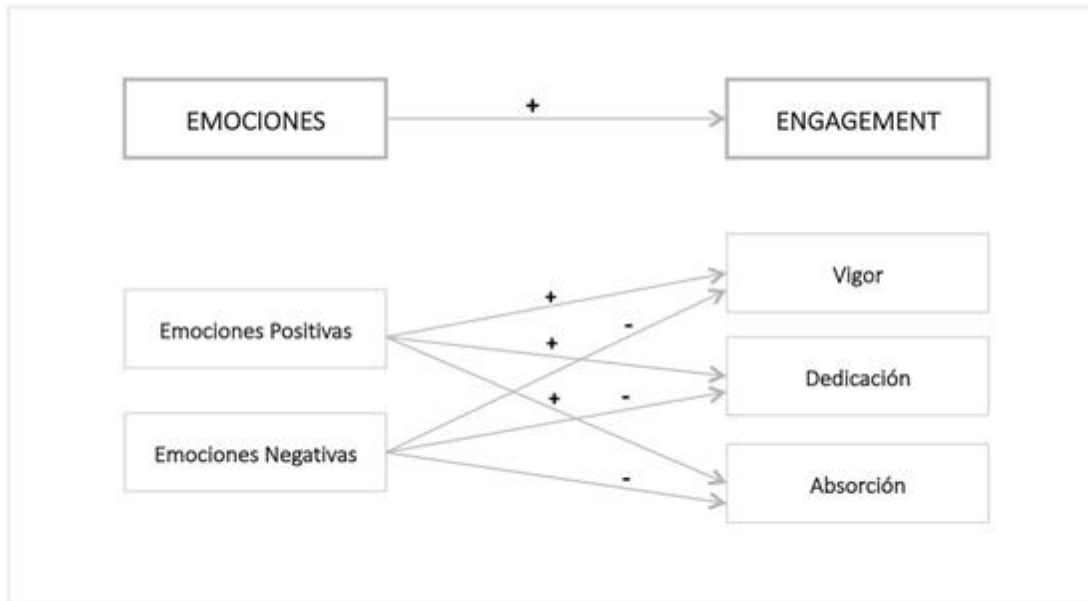 EMOCIONES
+
ENGAGEMENT
Vigor
+
Emociones Positivas
-
+
Dedicación
+
-
Emociones Negativas
-
Absorción